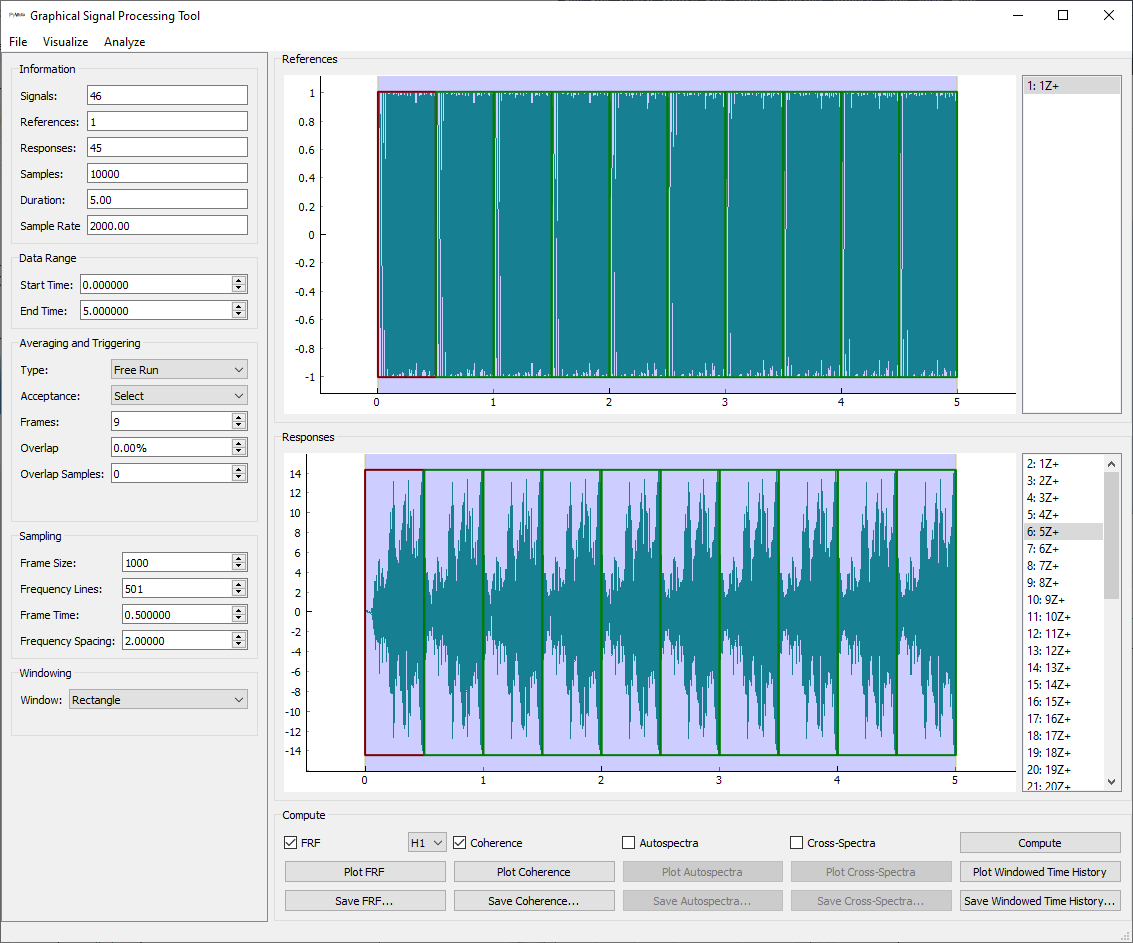 Graphical Signal Processing Tool
File Visualize Analyze
Information
Signals: 46
References: 1
Responses: 45
Samples: 10000
Duration: 5.00
Sample Rate 2000.00
Data Range
Start Time: 0.000000
End Time: 5.000000
Averaging and Triggering
Type: Free Run
Acceptance: Select
Frames: 9
Overlap 0.00%
Overlap Samples: 0
Sampling
Frame Size: 1000
Frequency Lines: 501
Frame Time: 0.500000
Frequency Spacing: 2.00000
Windowing
Window: Rectangle
References
1
0.8
0.6
0.4
0.2
0
-0.2
-0.4
-0.6
-0.8
-1
0 1 2 3 4 5
1: 1Z+
Responses
14
12
10
8
6
4
2
0
-2
-4
-6
-8
-10
-12
-14
0 1 2 3 4 5
2: 1Z+
3: 2Z+
4: 3Z+
5: 4Z+
6: 5Z+
7: 6Z+
8: 7Z+
9: 8Z+
10: 9Z+
11: 10Z+
12: 11Z+
13: 12Z+
14: 13Z+
15: 14Z+
16: 15Z+
17: 16Z+
18: 17Z+
19: 18Z+
20: 19Z+
21: 20Z+
Compute
FRF H1 Coherence Autospectra Cross-Spectra Compute
Plot FRF Plot Coherence Plot Autospectra Plot Cross-Spectra Plot Windowed Time History
Save FRF... Save Coherence... Save Autospectra... Save Cross-Spectra... Save Windowed Time History...